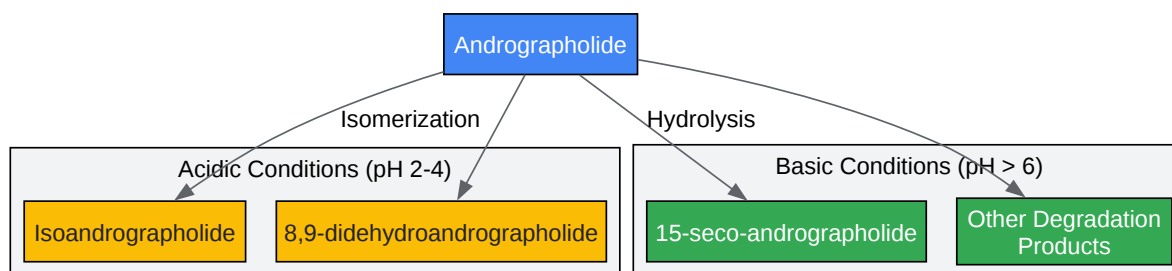 Andrographolide
Isomerization
Hydrolysis
Acidic Conditions (pH 2-4)
Basic Conditions (pH > 6)
Isoandrographolide
8,9-didehydroandrographolide
15-seco-andrographolide
Other Degradation
Products